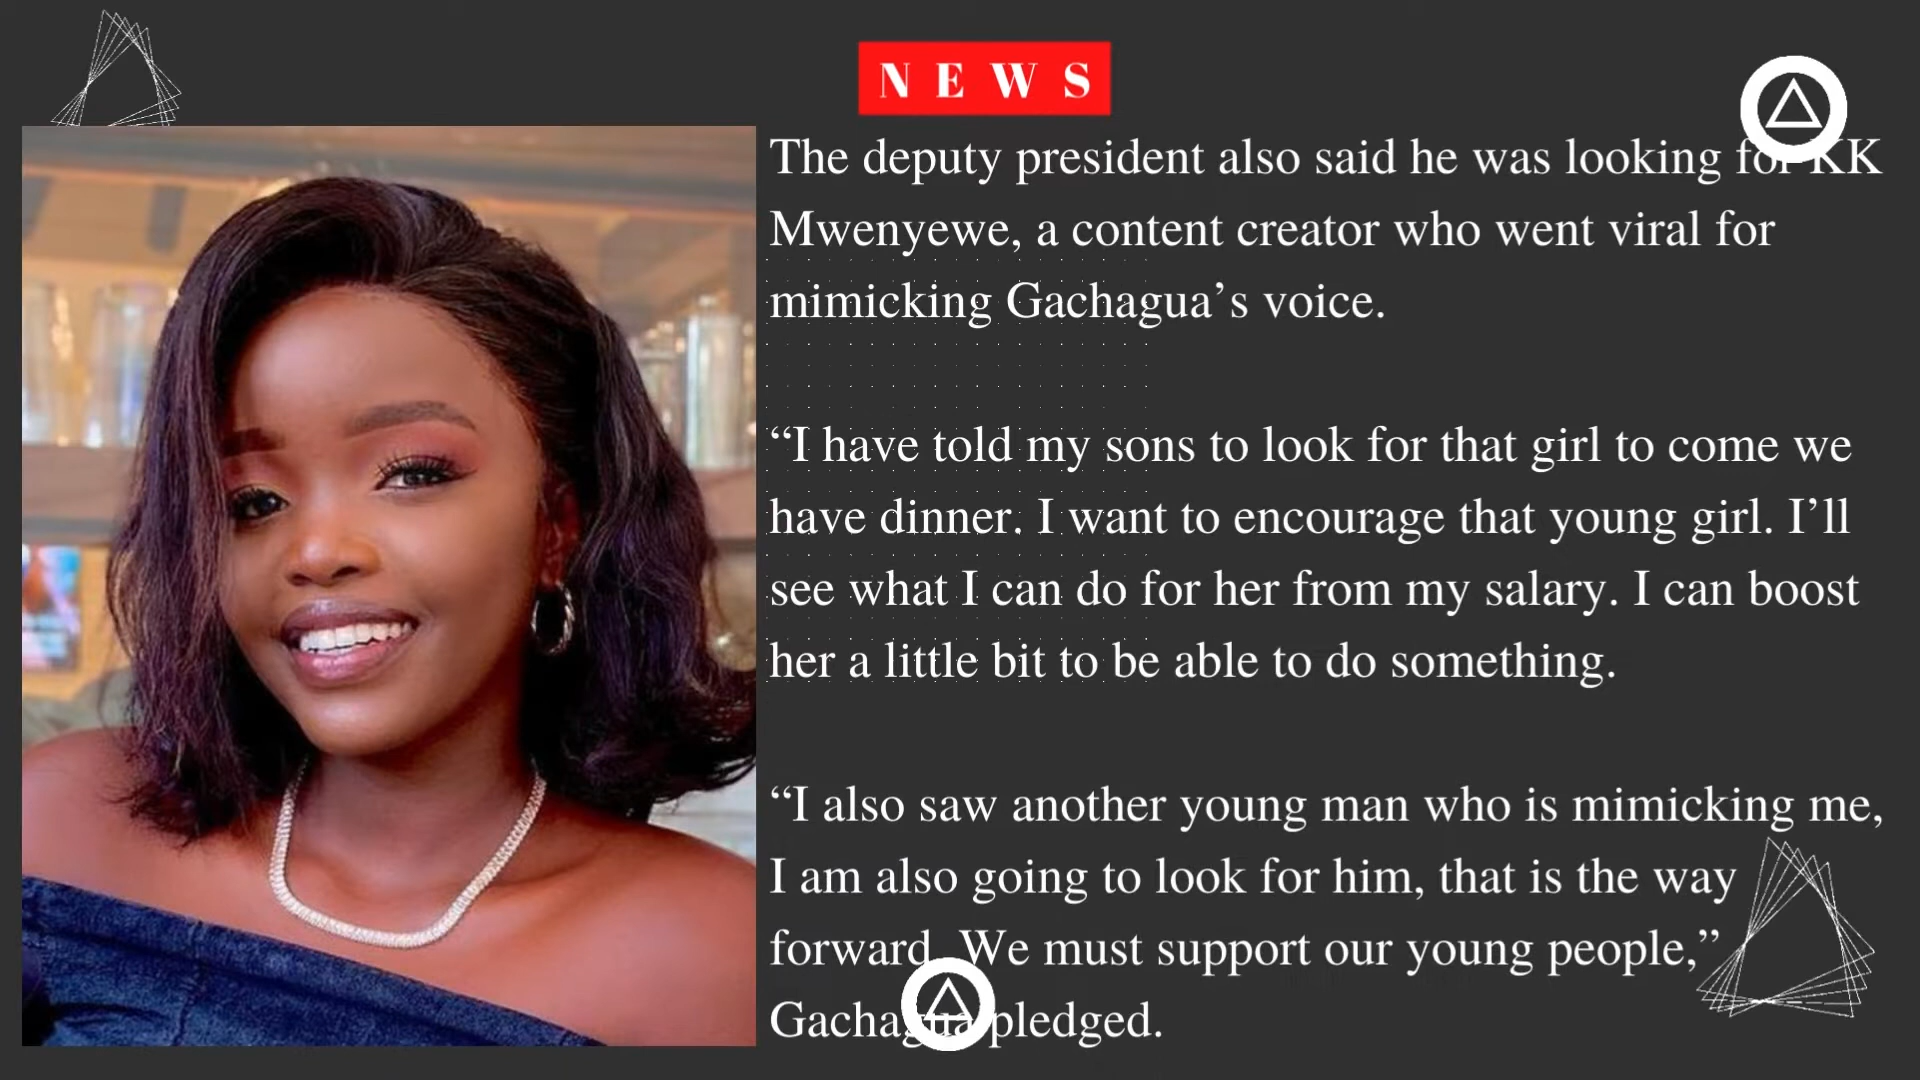 NEWS
The deputy president also said he was looking for KK
Mwenyewe, a content creator who went viral for
mimicking Gachagua’s voice.
“I have told my sons to look for that girl to come we
have dinner. I want to encourage that young girl. I’ll
see what I can do for her from my salary. I can boost
her a little bit to be able to do something.
“I also saw another young man who is mimicking me,
I am also going to look for him, that is the way
forward. We must support our young people,”
Gachagua pledged.